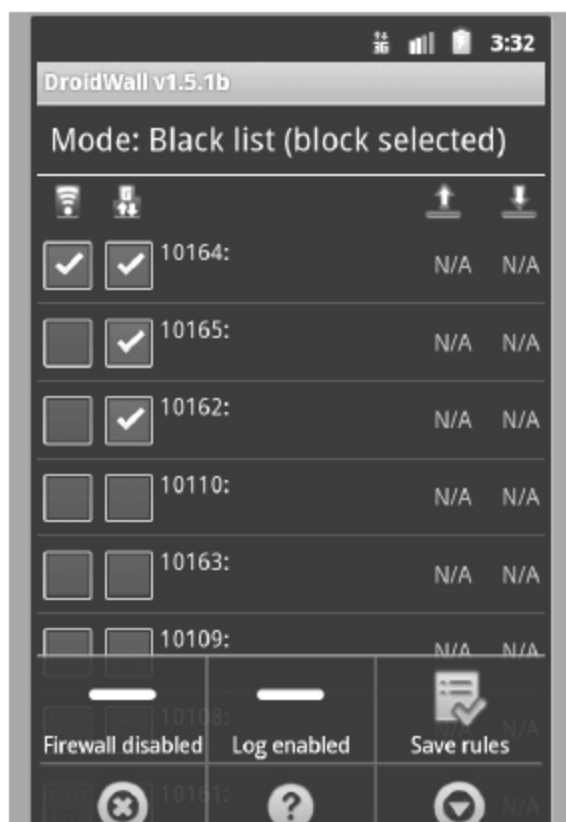 3G 3:32
DroidWall v1.5.1b
Mode: Black list (block selected)
G
10164: N/A N/A
10165: N/A N/A
10162: N/A N/A
10110: N/A N/A
10163: N/A N/A
10109: N/A N/A
10108: N/A
Firewall disabled Log enabled Save rules
10161: N/A
?